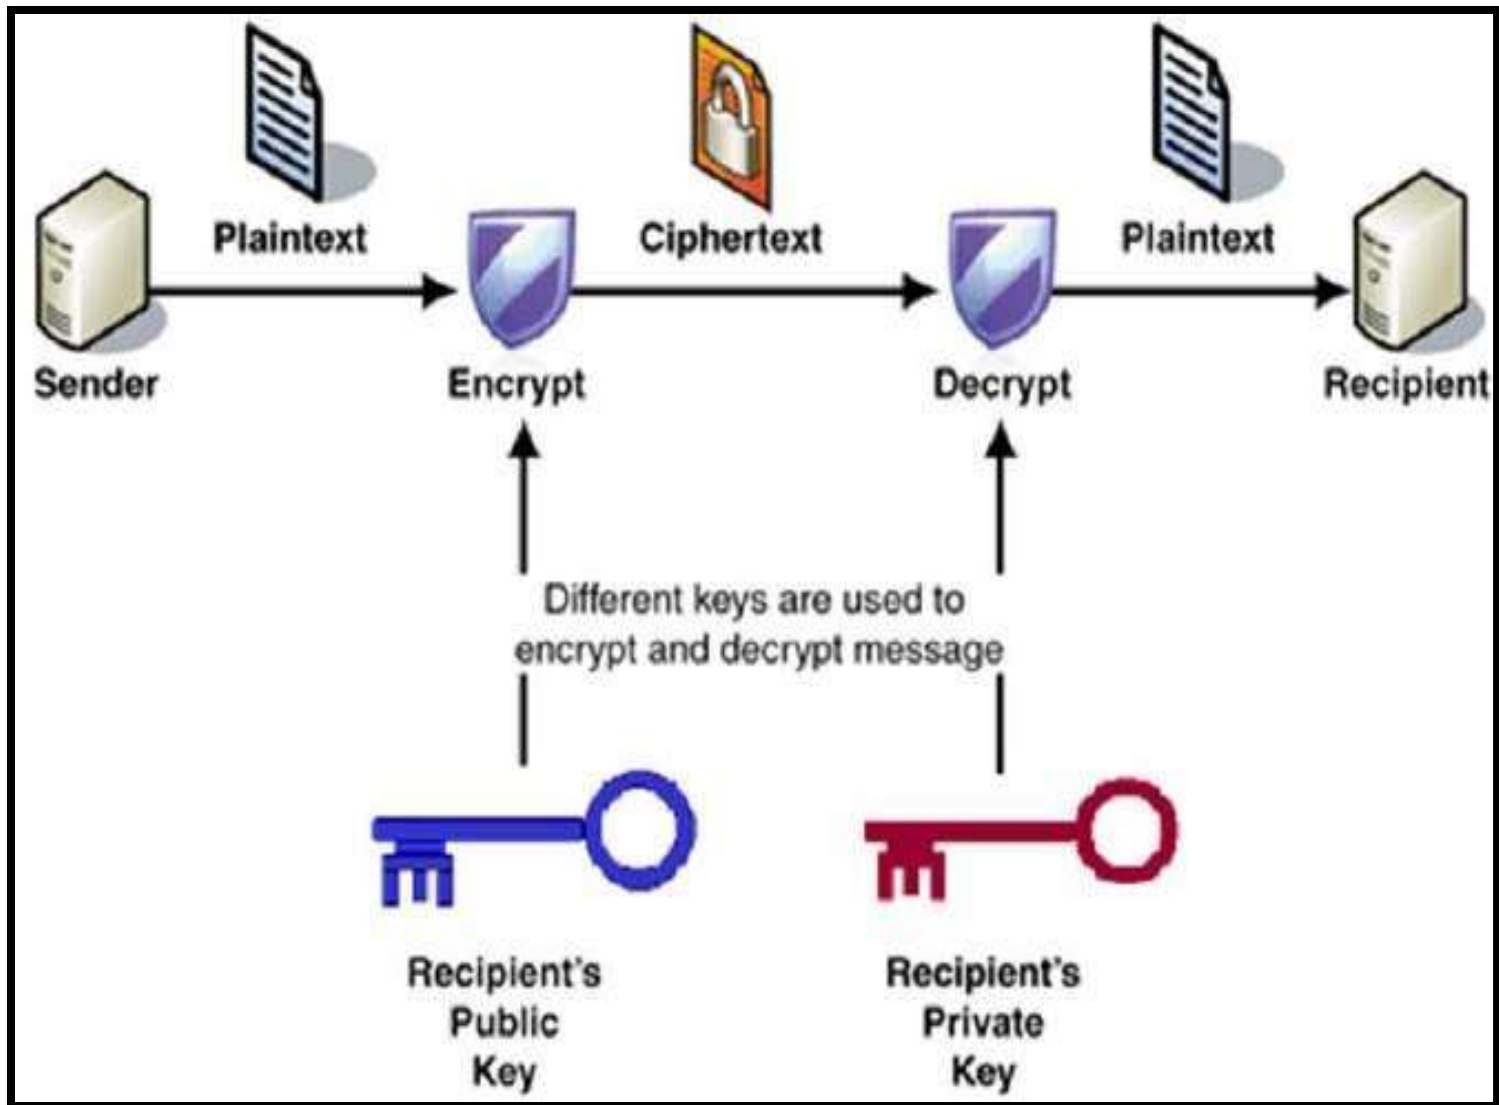 Plaintext
Ciphertext
Plaintext
Sender
Encrypt
Decrypt
Recipient
Different keys are used to
encrypt and decrypt message
Recipient's
Public
Key
Recipient's
Private
Key